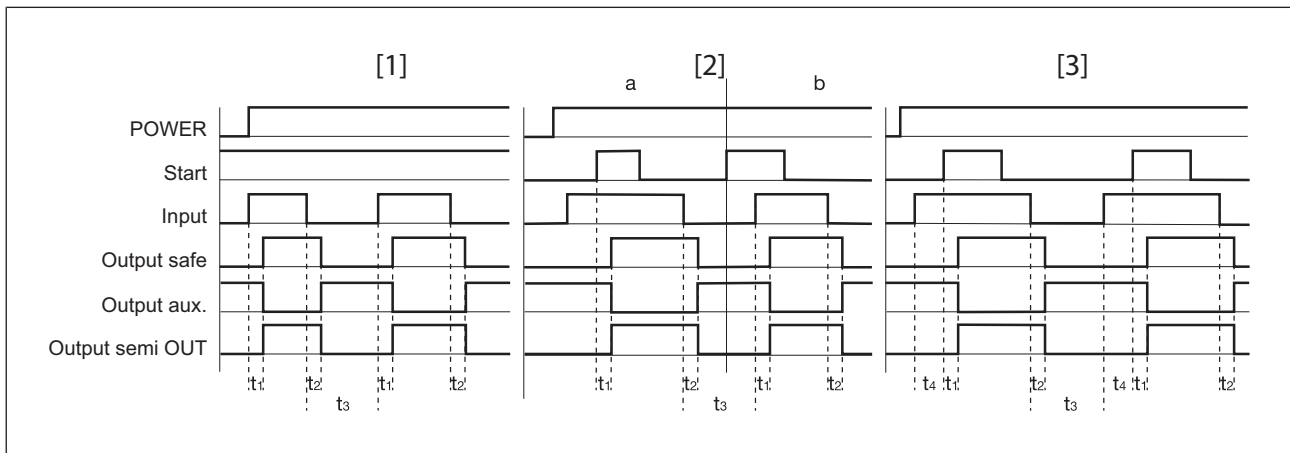 [1] [2] [3]
a b
POWER
Start
Input
Output safe
Output aux.
Output semi OUT
t1 t2 t1 t2 t1 t2 t1 t2 t4 t1 t2 t4 t1 t2
t3 t3 t3